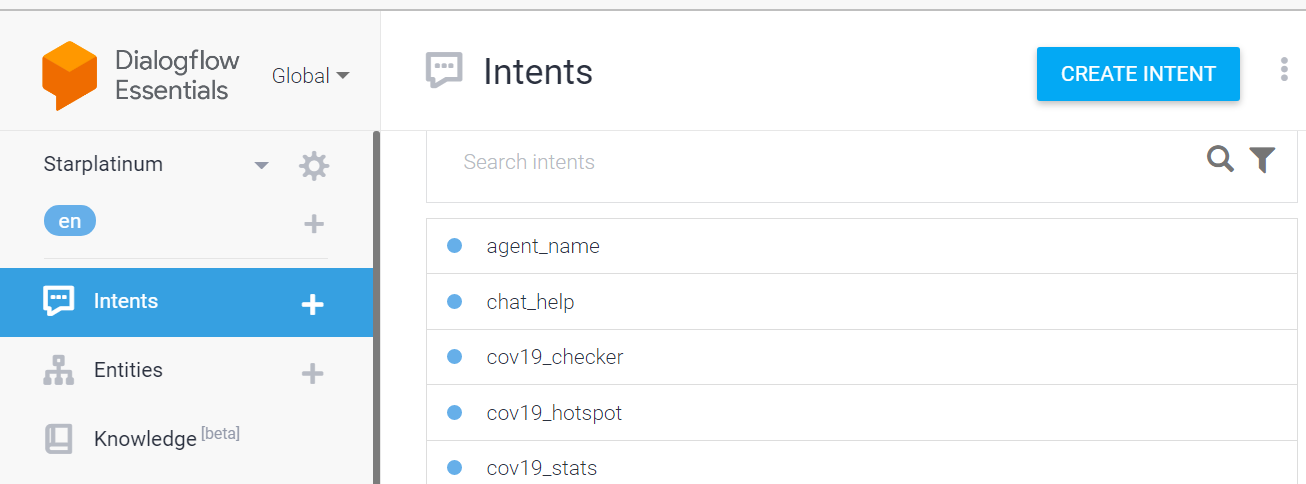 Dialogflow
Essentials
Global
Starplatinum
en
Intents
Entities
Knowledge [beta]
Intents
CREATE INTENT
Search intents
agent_name
chat_help
cov19_checker
cov19_hotspot
cov19_stats